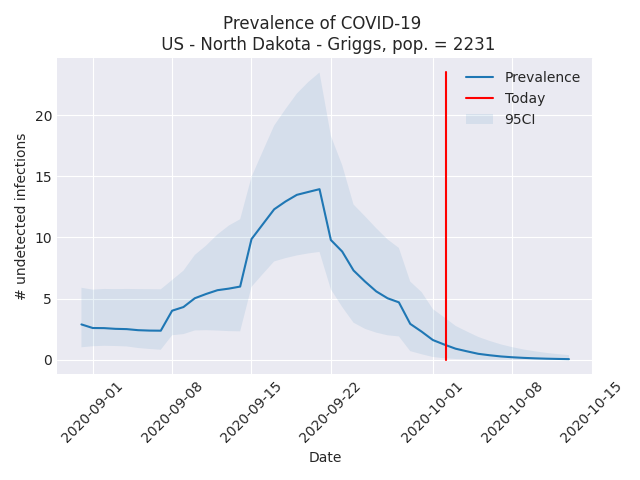 Prevalence of COVID-19
US - North Dakota - Griggs, pop. = 2231
Prevalence
Today
95CI
# undetected infections
20
15
10
5
0
2020-09-01
2020-09-08
2020-09-15
2020-09-22
2020-10-01
2020-10-08
2020-10-15
Date